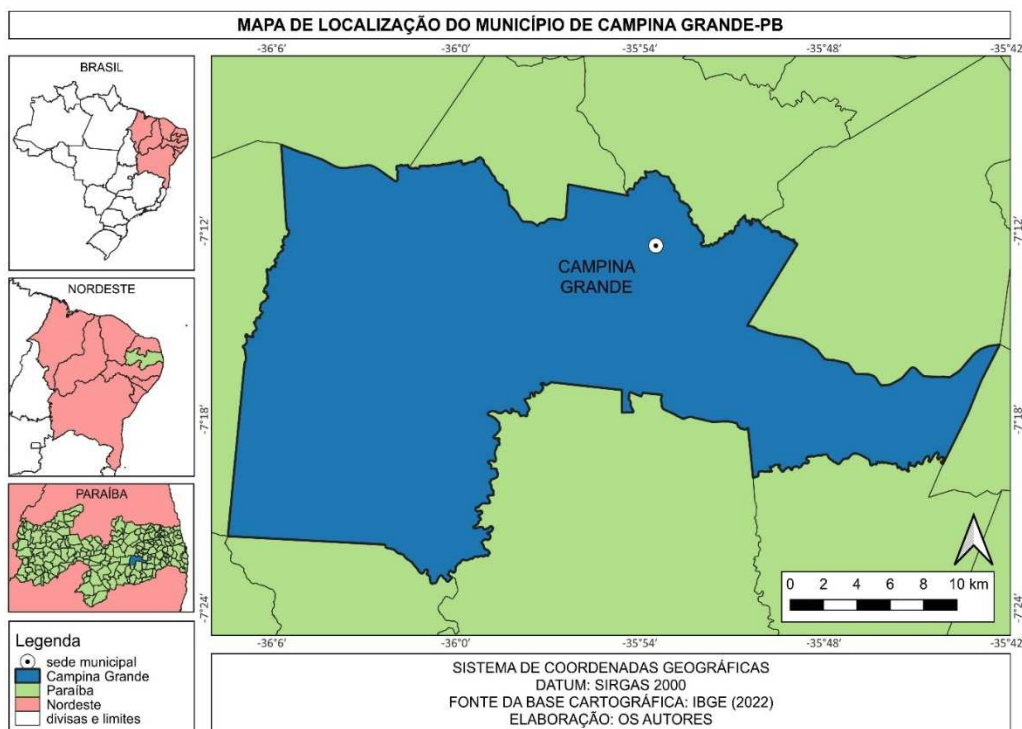 MAPA DE LOCALIZAÇÃO DO MUNICÍPIO DE CAMPINA GRANDE-PB
BRASIL
NORDESTE
PARAÍBA
Legenda
sede municipal
Campina Grande
Paraíba
Nordeste
divisas e limites
-36°6' -36°0' -35°54' -35°48' -35°42'
-7°12'
-7°18'
-7°24'
CAMPINA
GRANDE
0 2 4 6 8 10 km
-7°12'
-7°18'
-7°24'
-36°6' -36°0' -35°54' -35°48' -35°42'
SISTEMA DE COORDENADAS GEOGRÁFICAS
DATUM: SIRGAS 2000
FONTE DA BASE CARTOGRÁFICA: IBGE (2022)
ELABORAÇÃO: OS AUTORES